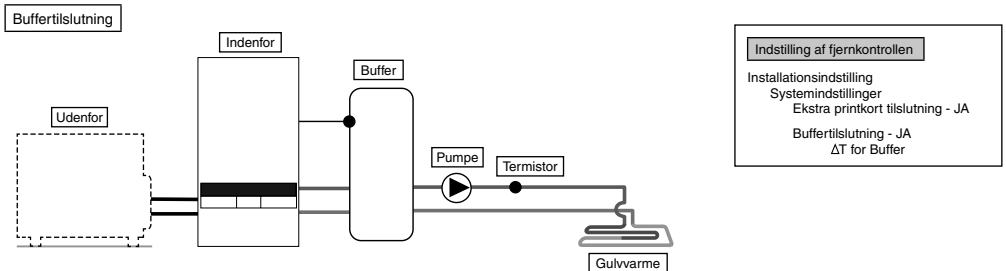 Buffertilslutning
Indenfor
Buffer
Udenfor
Pumpe
Termistor
Gulvvarme
Indstilling af fjernkontrollen
Installationsindstilling
Systemindstillinger
Ekstra printkort tilslutning - JA
Buffertilslutning - JA
ΔT for Buffer